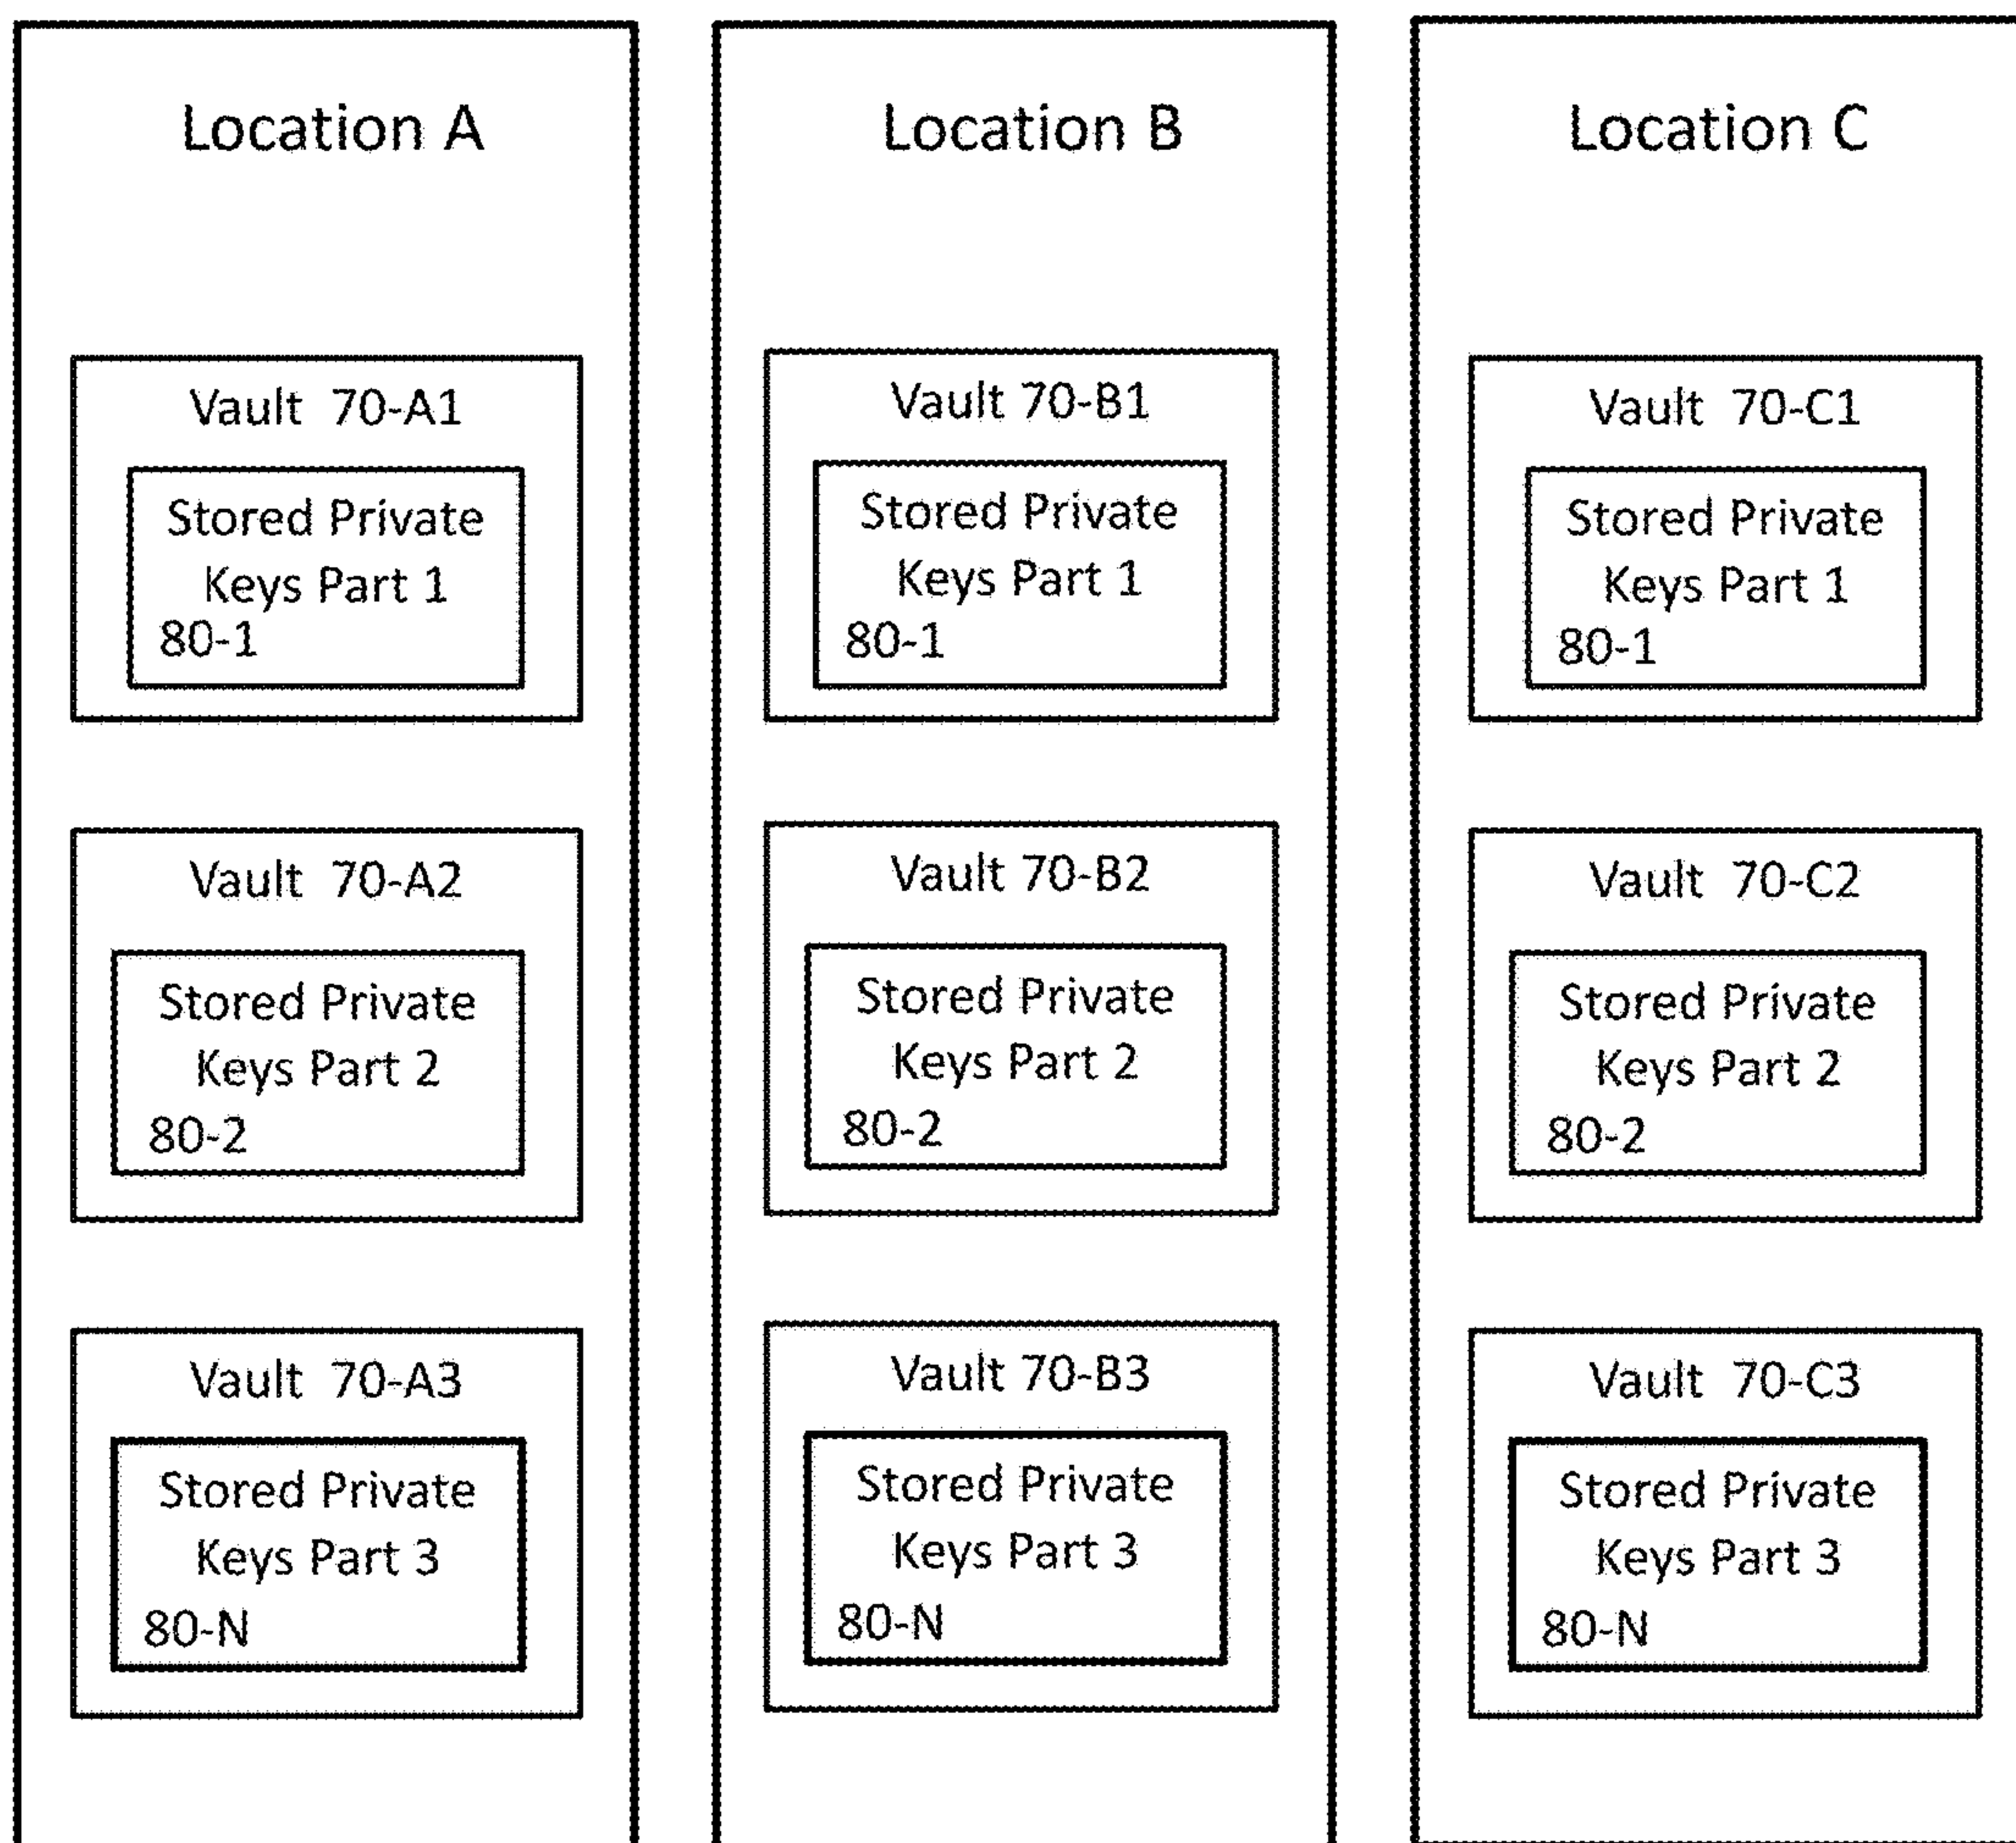 Location A
Vault 70-A1
Stored Private
Keys Part 1
80-1
Vault 70-A2
Stored Private
Keys Part 2
80-2
Vault 70-A3
Stored Private
Keys Part 3
80-N
Location B
Vault 70-B1
Stored Private
Keys Part 1
80-1
Vault 70-B2
Stored Private
Keys Part 2
80-2
Vault 70-B3
Stored Private
Keys Part 3
80-N
Location C
Vault 70-C1
Stored Private
Keys Part 1
80-1
Vault 70-C2
Stored Private
Keys Part 2
80-2
Vault 70-C3
Stored Private
Keys Part 3
80-N